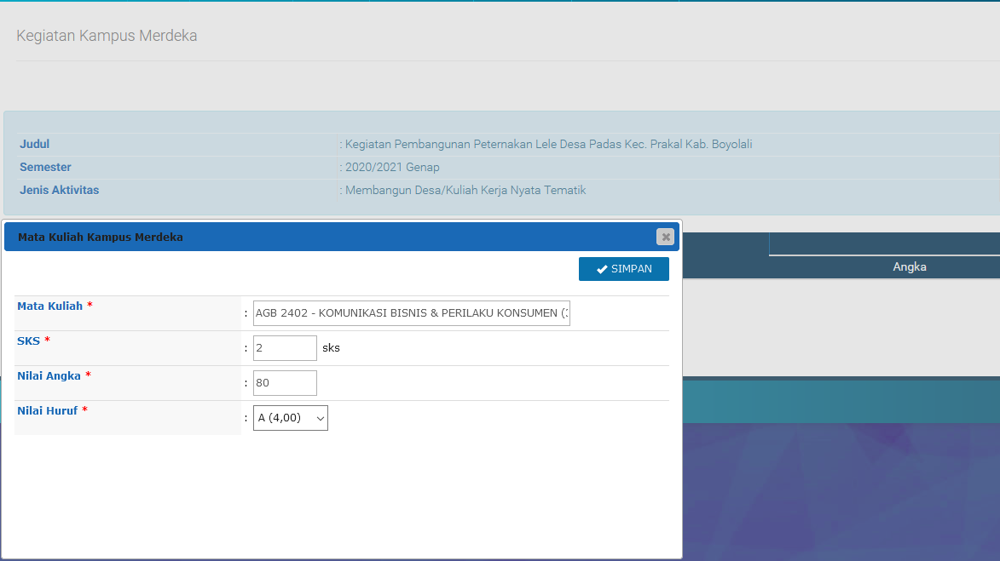 Kegiatan Kampus Merdeka
Judul : Kegiatan Pembangunan Peternakan Lele Desa Padas Kec. Prakal Kab. Boyolali
Semester : 2020/2021 Genap
Jenis Aktivitas : Membangun Desa/Kuliah Kerja Nyata Tematik
Mata Kuliah Kampus Merdeka
Angka
SIMPAN
Mata Kuliah * : AGB 2402 - KOMUNIKASI BISNIS & PERILAKU KONSUMEN (
SKS * : 2 sks
Nilai Angka * : 80
Nilai Huruf * : A (4,00)